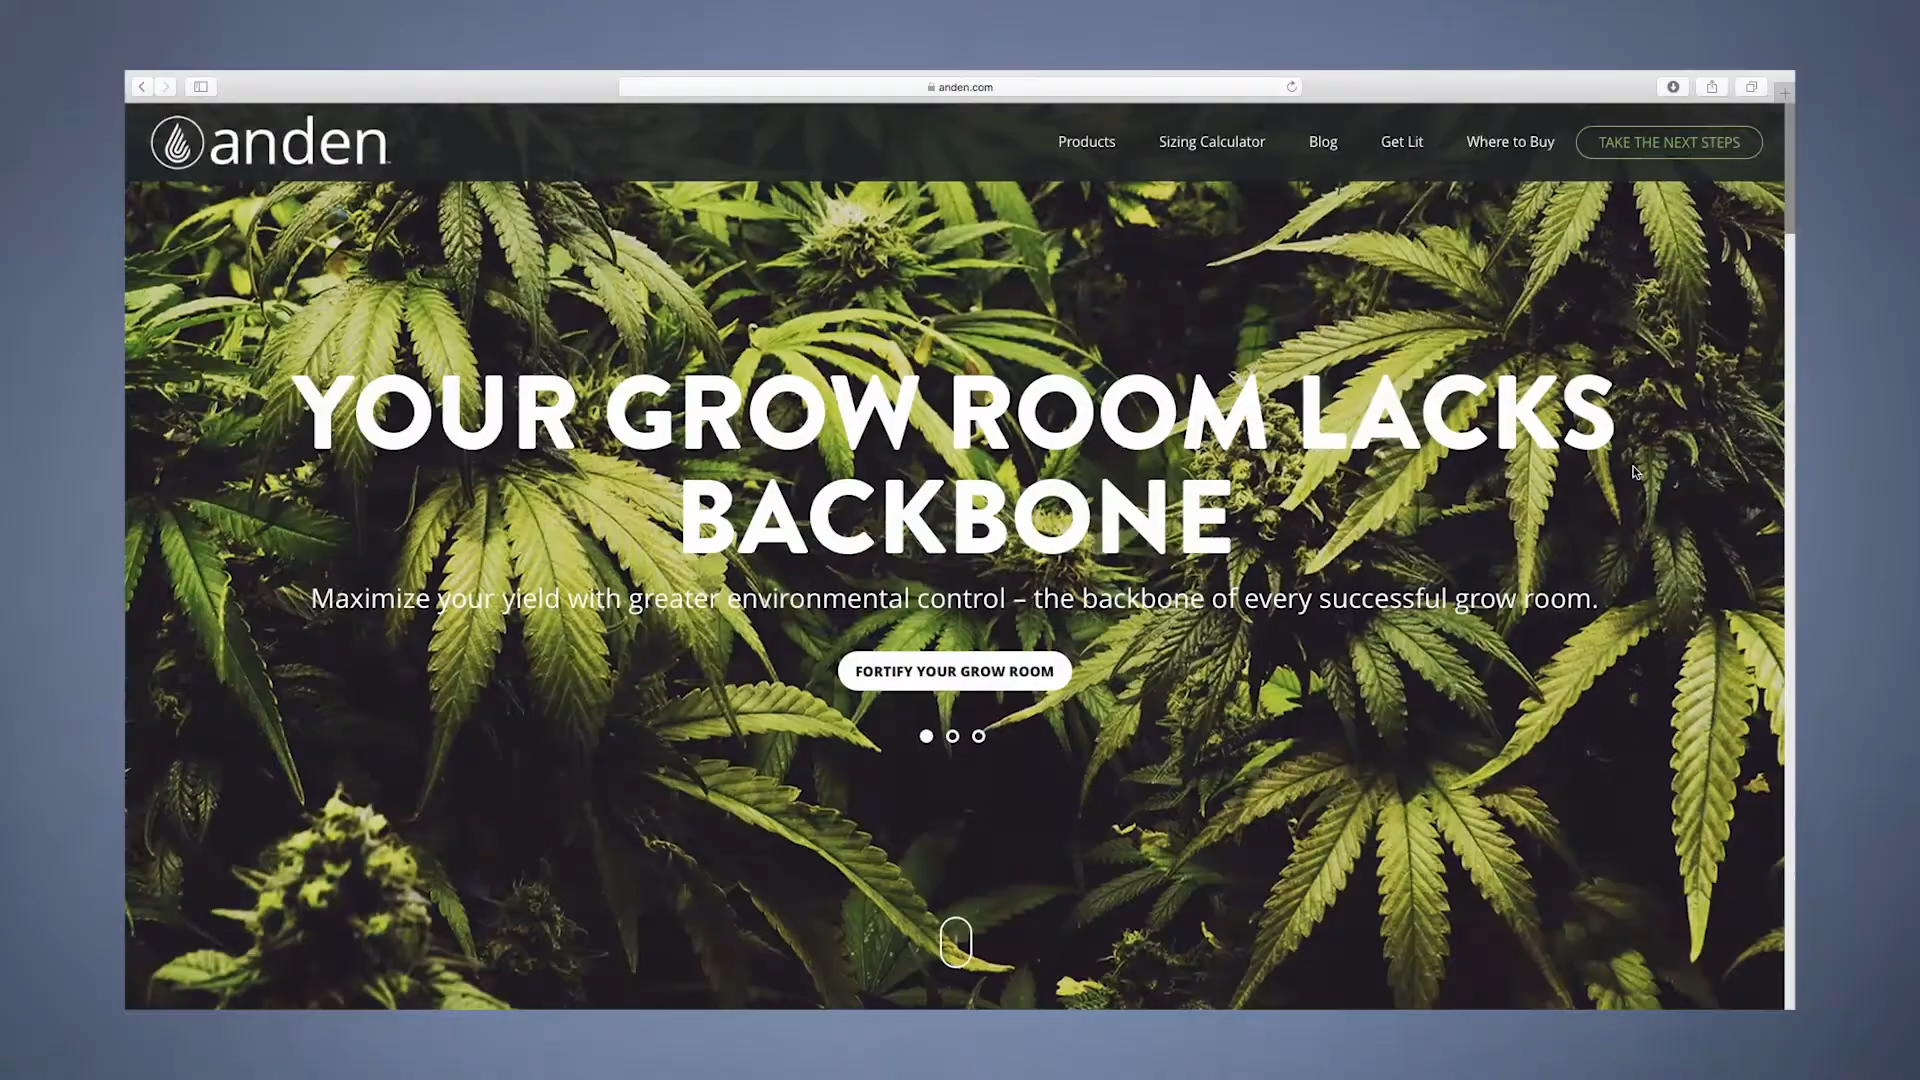 anden.com
anden
Products
Sizing Calculator
Blog
Get Lit
Where to Buy
TAKE THE NEXT STEPS
YOUR GROW ROOM LACKS
BACKBONE
Maximize your yield with greater environmental control – the backbone of every successful grow room.
FORTIFY YOUR GROW ROOM